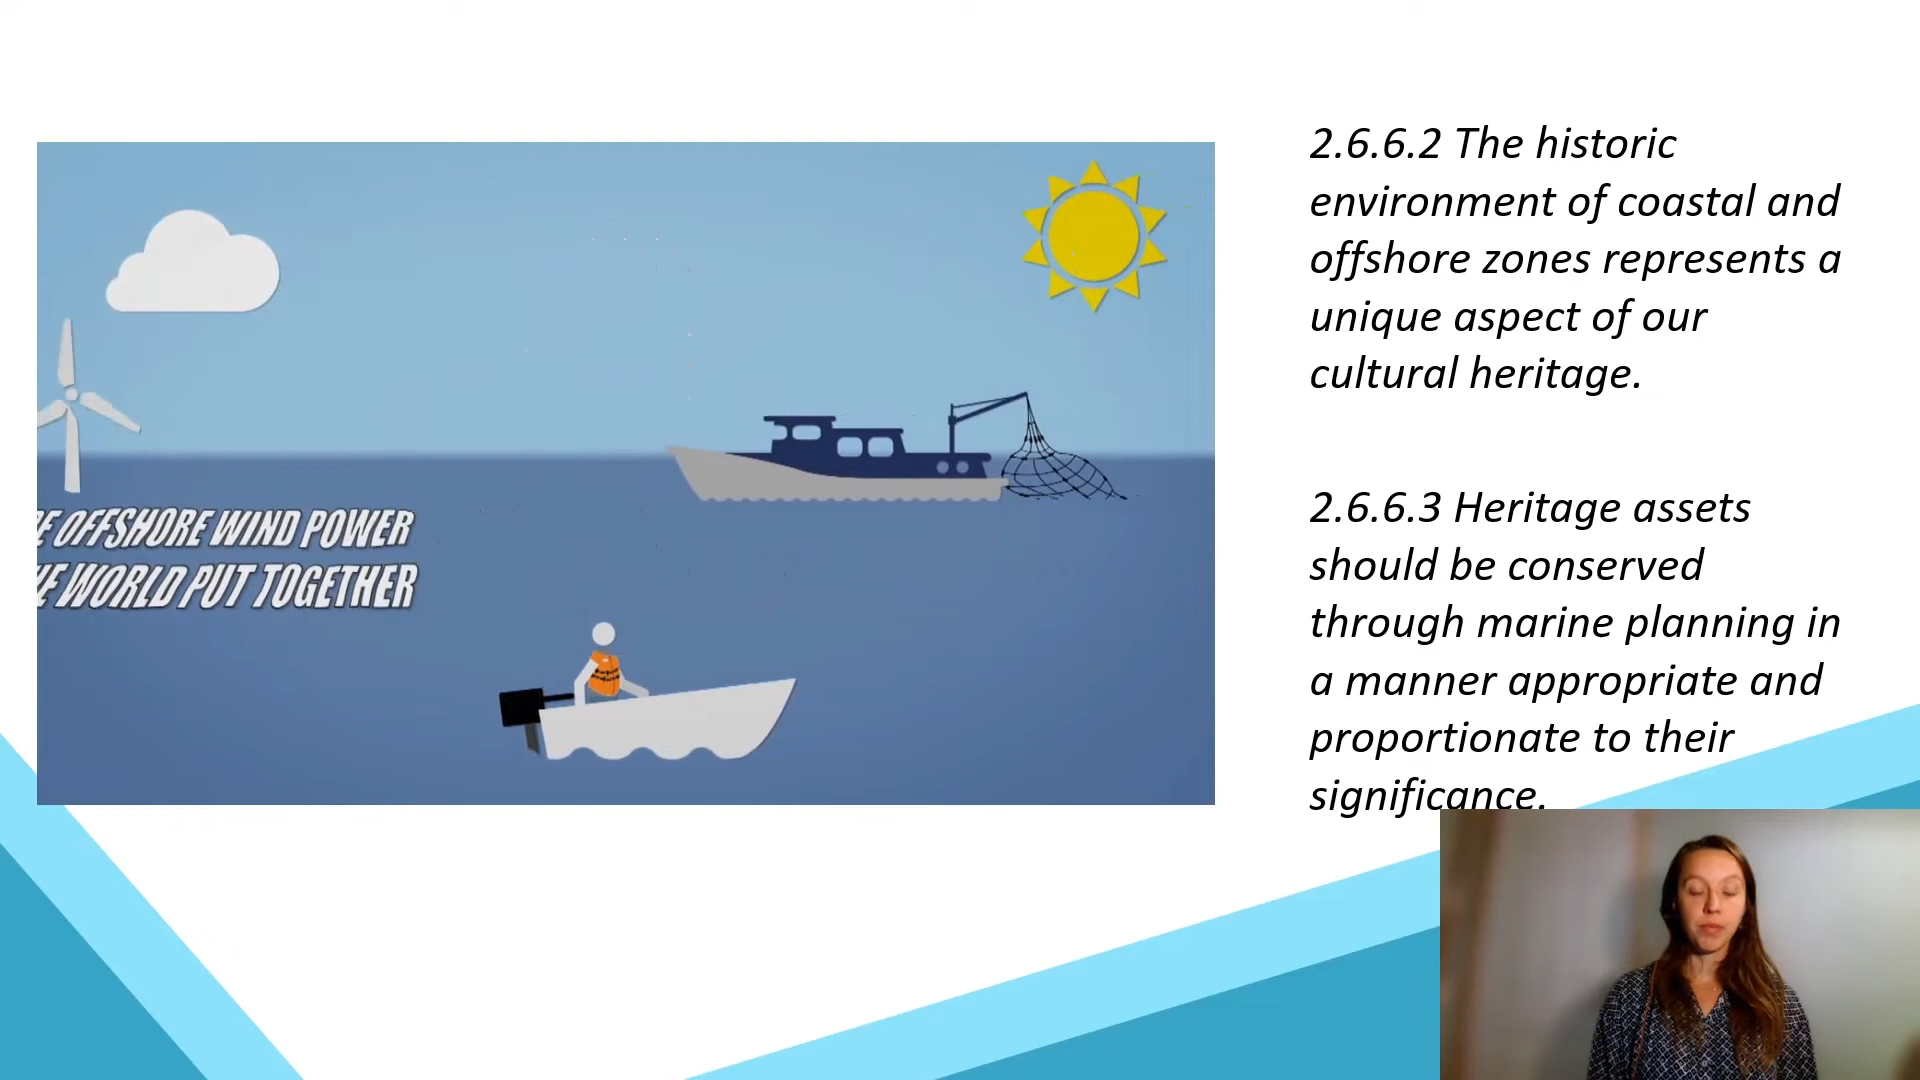 E OFFSHORE WIND POWER
E WORLD PUT TOGETHER
2.6.6.2 The historic
environment of coastal and
offshore zones represents a
unique aspect of our
cultural heritage.
2.6.6.3 Heritage assets
should be conserved
through marine planning in
a manner appropriate and
proportionate to their
significance.